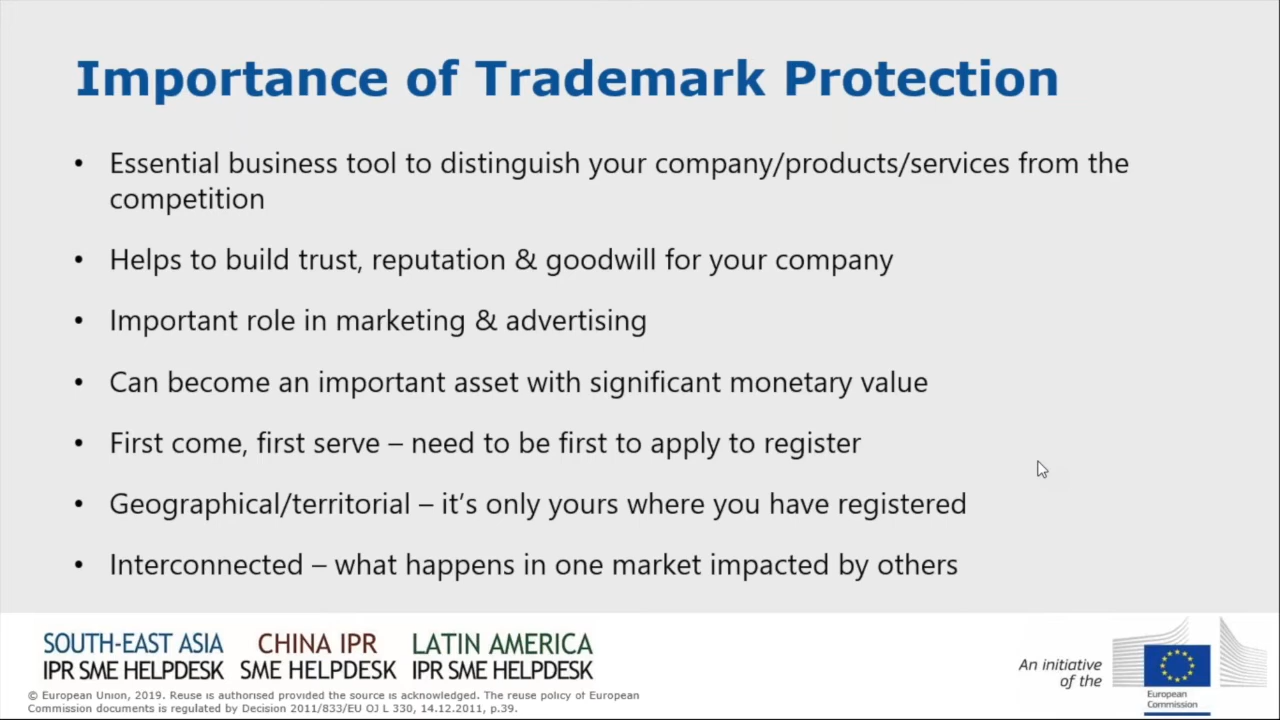 Importance of Trademark Protection
• Essential business tool to distinguish your company/products/services from the
competition
• Helps to build trust, reputation & goodwill for your company
• Important role in marketing & advertising
• Can become an important asset with significant monetary value
• First come, first serve – need to be first to apply to register
• Geographical/territorial – it’s only yours where you have registered
• Interconnected – what happens in one market impacted by others
SOUTH-EAST ASIA
IPR SME HELPDESK
CHINA IPR
SME HELPDESK
LATIN AMERICA
IPR SME HELPDESK
An initiative
of the
European
Commission
© European Union, 2019. Reuse is authorised provided the source is acknowledged. The reuse policy of European
Commission documents is regulated by Decision 2011/833/EU OJ L 330, 14.12.2011, p.39.